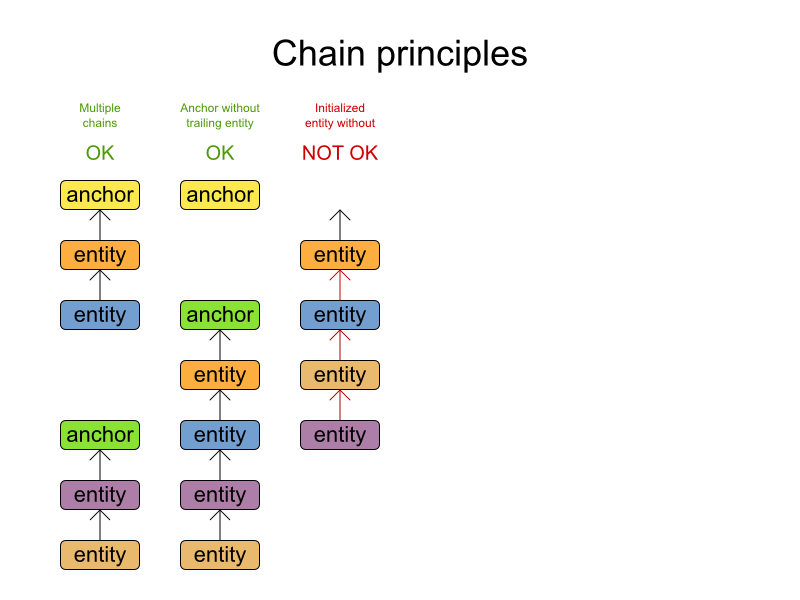 Chain principles
Multiple
chains
OK
anchor
entity
entity
anchor
entity
entity
Anchor without
trailing entity
OK
anchor
anchor
entity
entity
entity
entity
Initialized
entity without
NOT OK
entity
entity
entity
entity